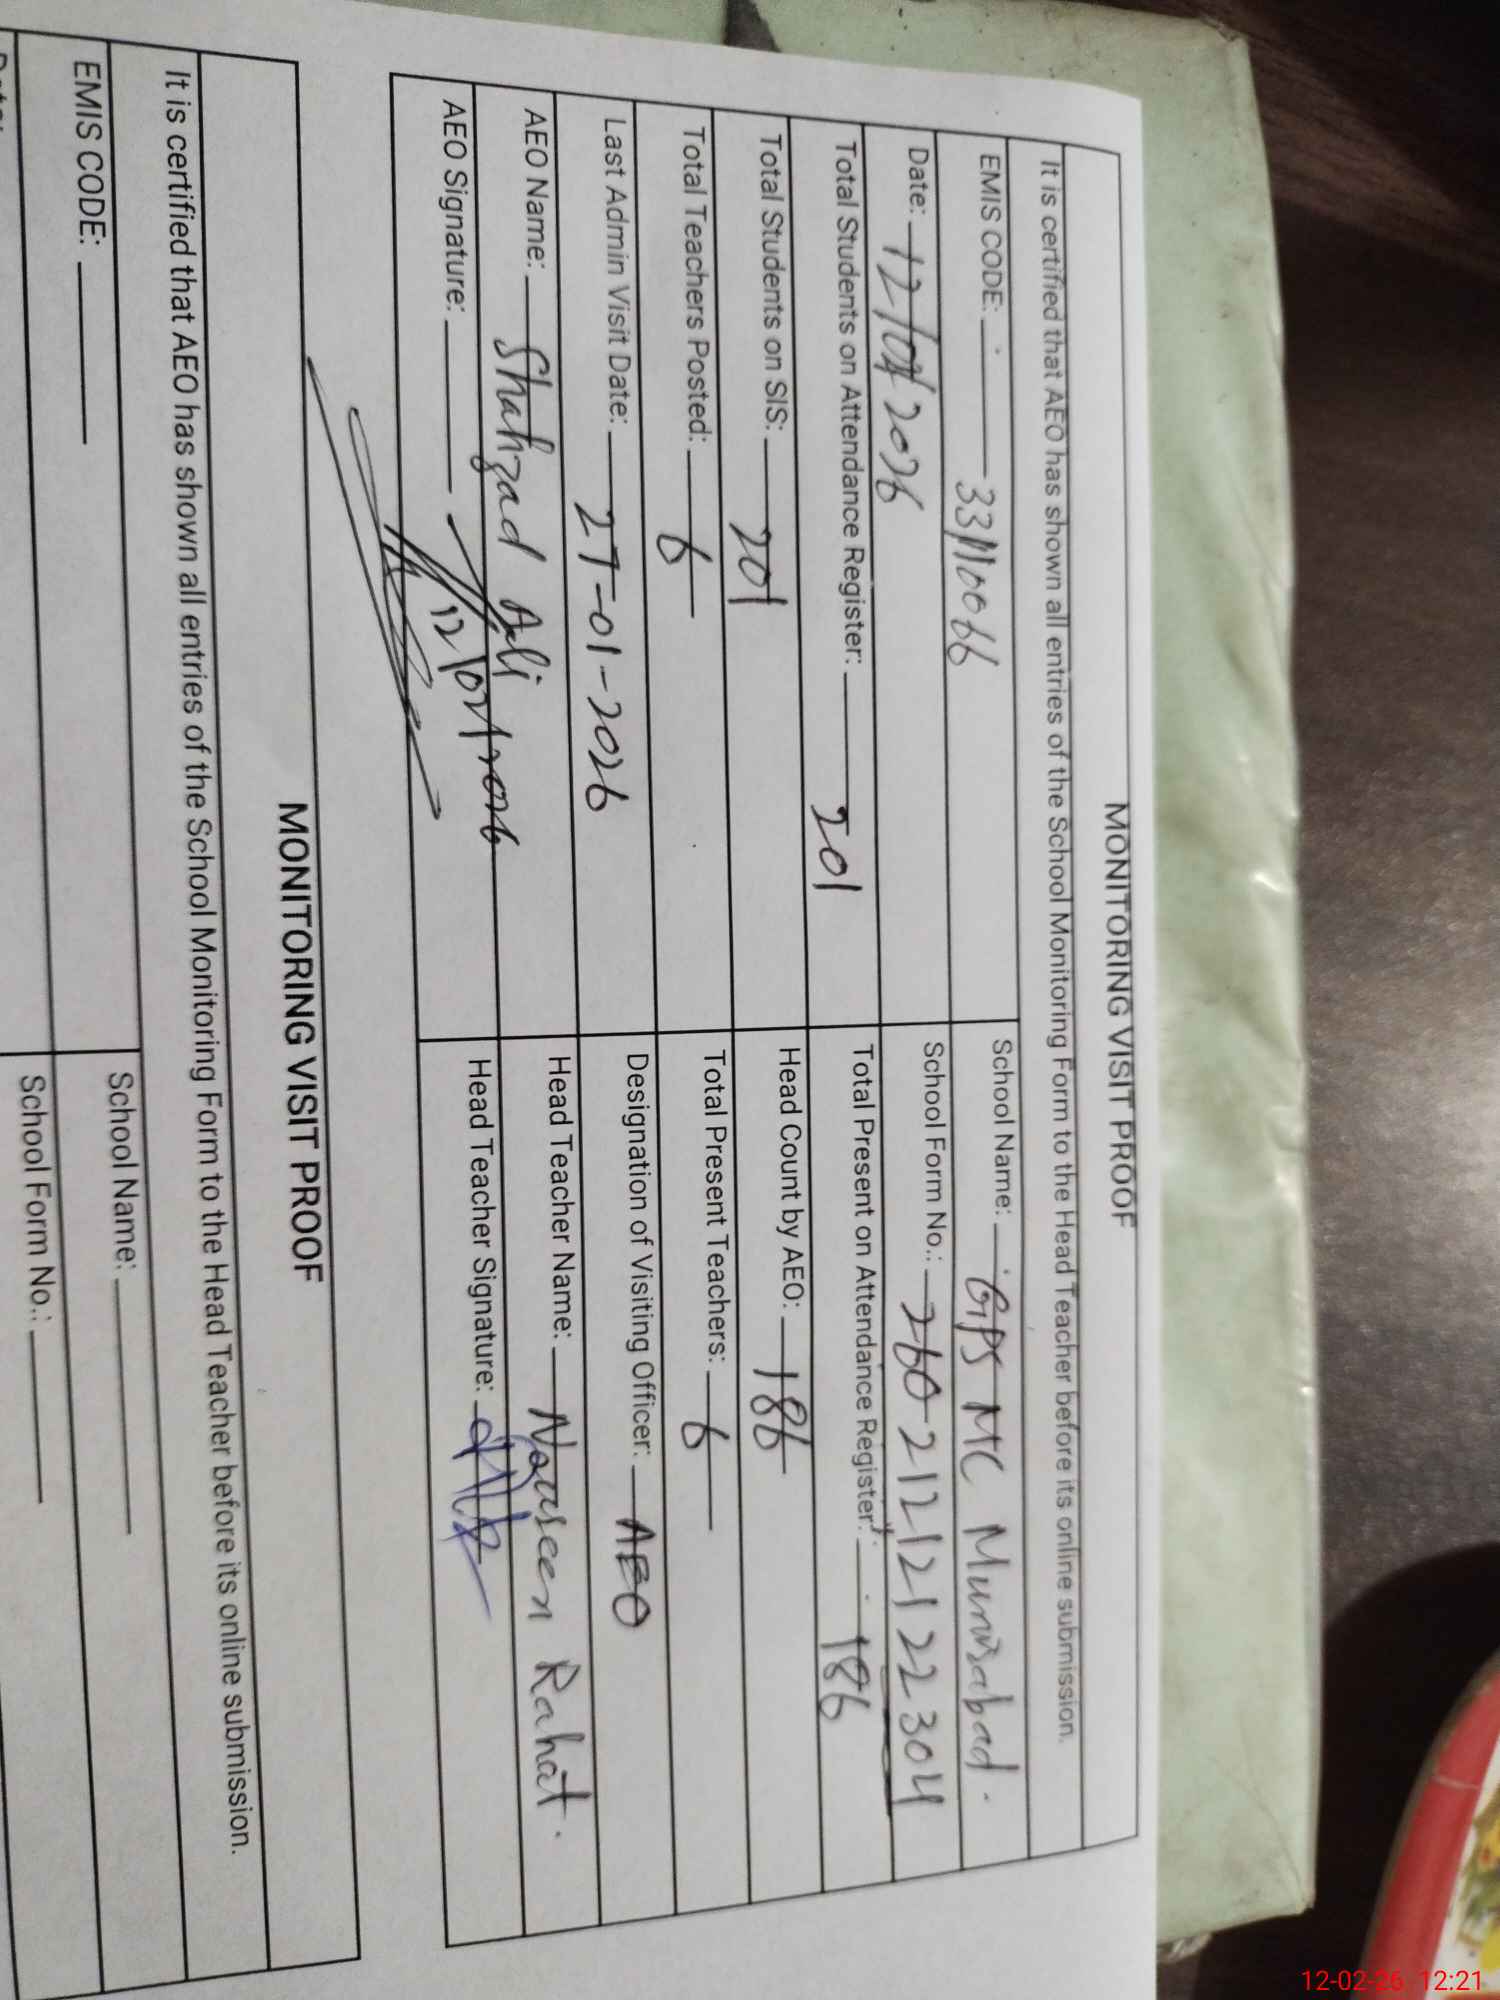 MONITORING VISIT PROOF
It is certified that AEO has shown all entries of the School Monitoring Form to the Head Teacher before its online submission.
EMIS CODE: 33110066 School Name: GPS MC Munirabad.
Date: 12/02/2026 School Form No.: 26021212122304
Total Students on Attendance Register: 201 Total Present on Attendance Register: 186
Total Students on SIS: 201 Head Count by AEO: 186
Total Teachers Posted: 6 Total Present Teachers: 6
Last Admin Visit Date: 27-01-2026 Designation of Visiting Officer: AEO
AEO Name: Shahzad Ali Head Teacher Name: Nouseen Rahat.
AEO Signature: 12/02/2026 Head Teacher Signature:
MONITORING VISIT PROOF
It is certified that AEO has shown all entries of the School Monitoring Form to the Head Teacher before its online submission.
EMIS CODE: School Name:
School Form No.:
12-02-26 12:21